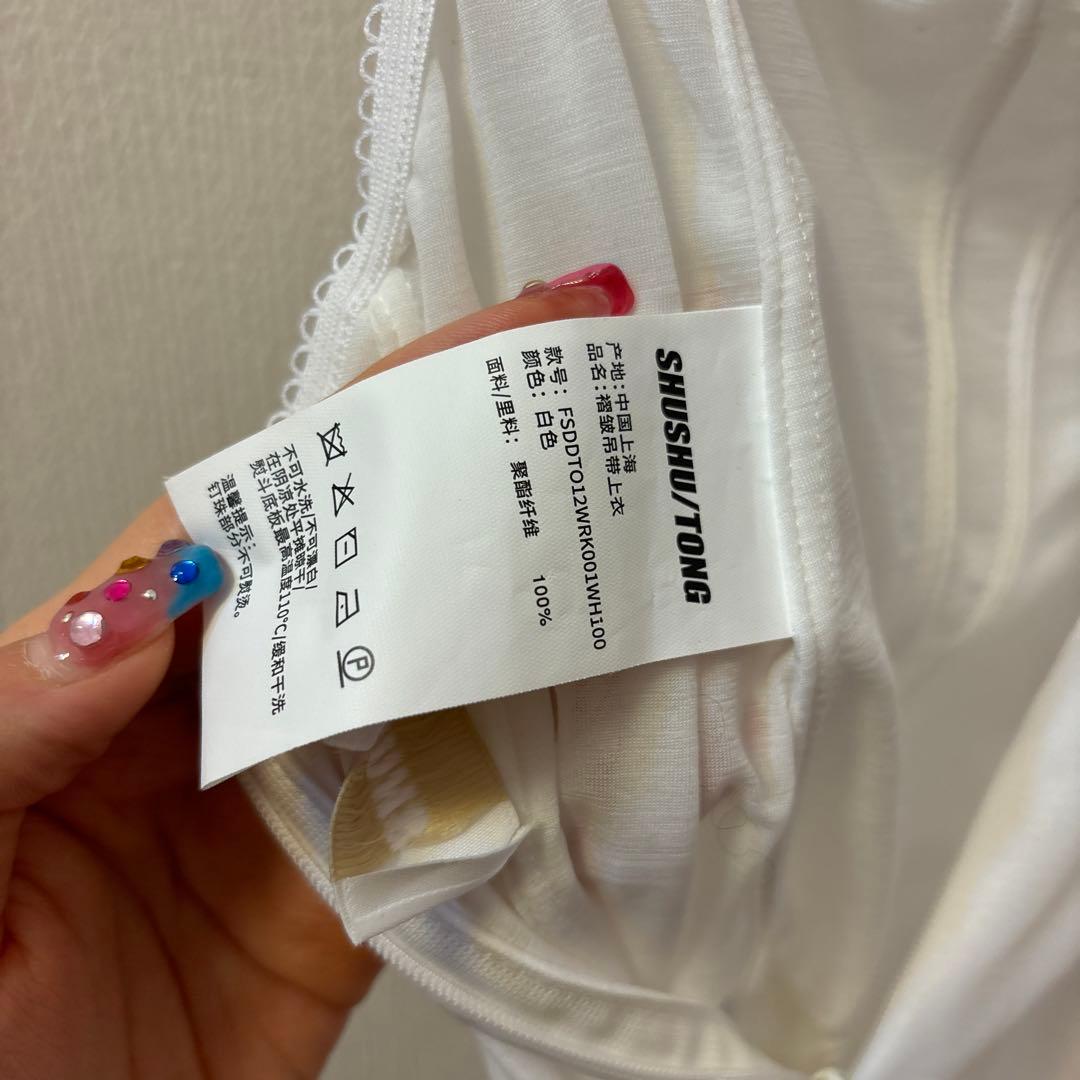 SHUSHU/TONG
产地：中国上海
品名：褶皱吊带上衣
款号：FSDDTO12WRK001WH100
颜色：白色
面料/里料： 聚酯纤维 100%
P
不可水洗/不可漂白/
在阴凉处平摊晾干/
熨斗底板最高温度110°C/缓和干洗
温馨提示：
钉珠部分不可熨烫。